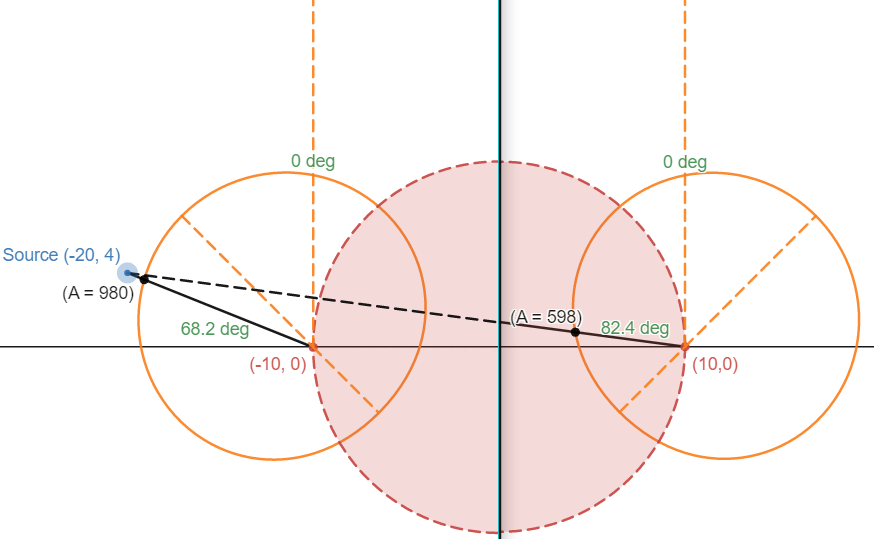 0 deg
0 deg
Source (-20, 4)
(A = 980)
(A = 598)
68.2 deg
82.4 deg
(-10, 0)
(10,0)